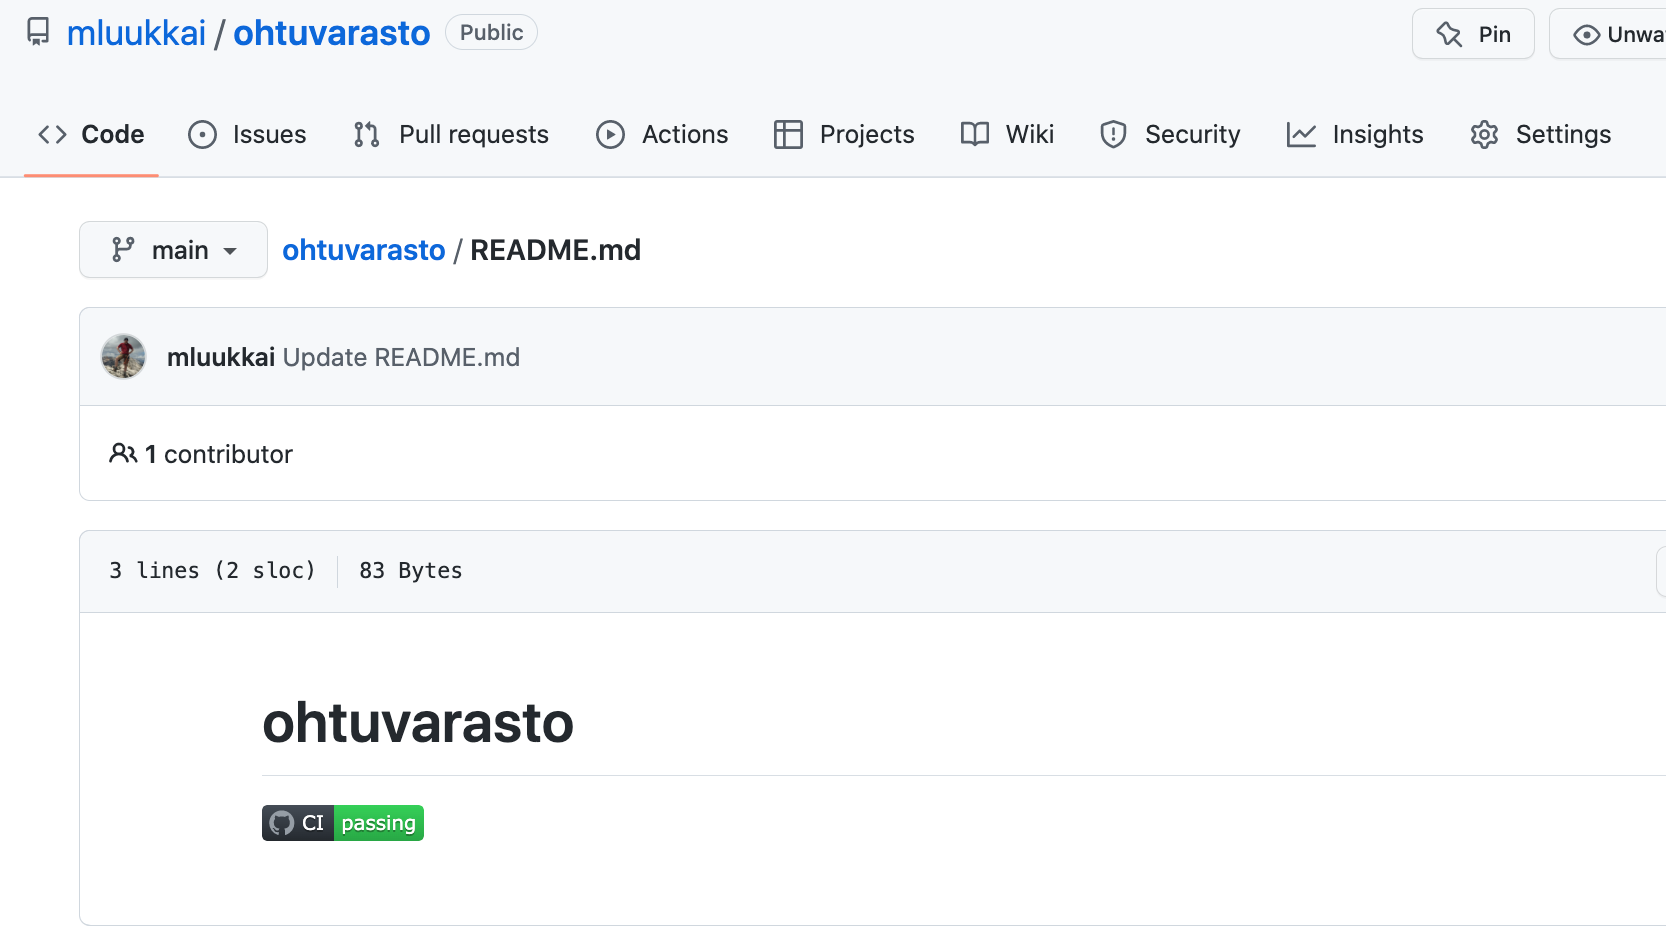 mluukkai / ohtuvarasto Public Pin
Code Issues Pull requests Actions Projects Wiki Security Insights Settings
main ohtuvarasto / README.md
mluukkai Update README.md
1 contributor
3 lines (2 sloc) 83 Bytes
ohtuvarasto
CI passing